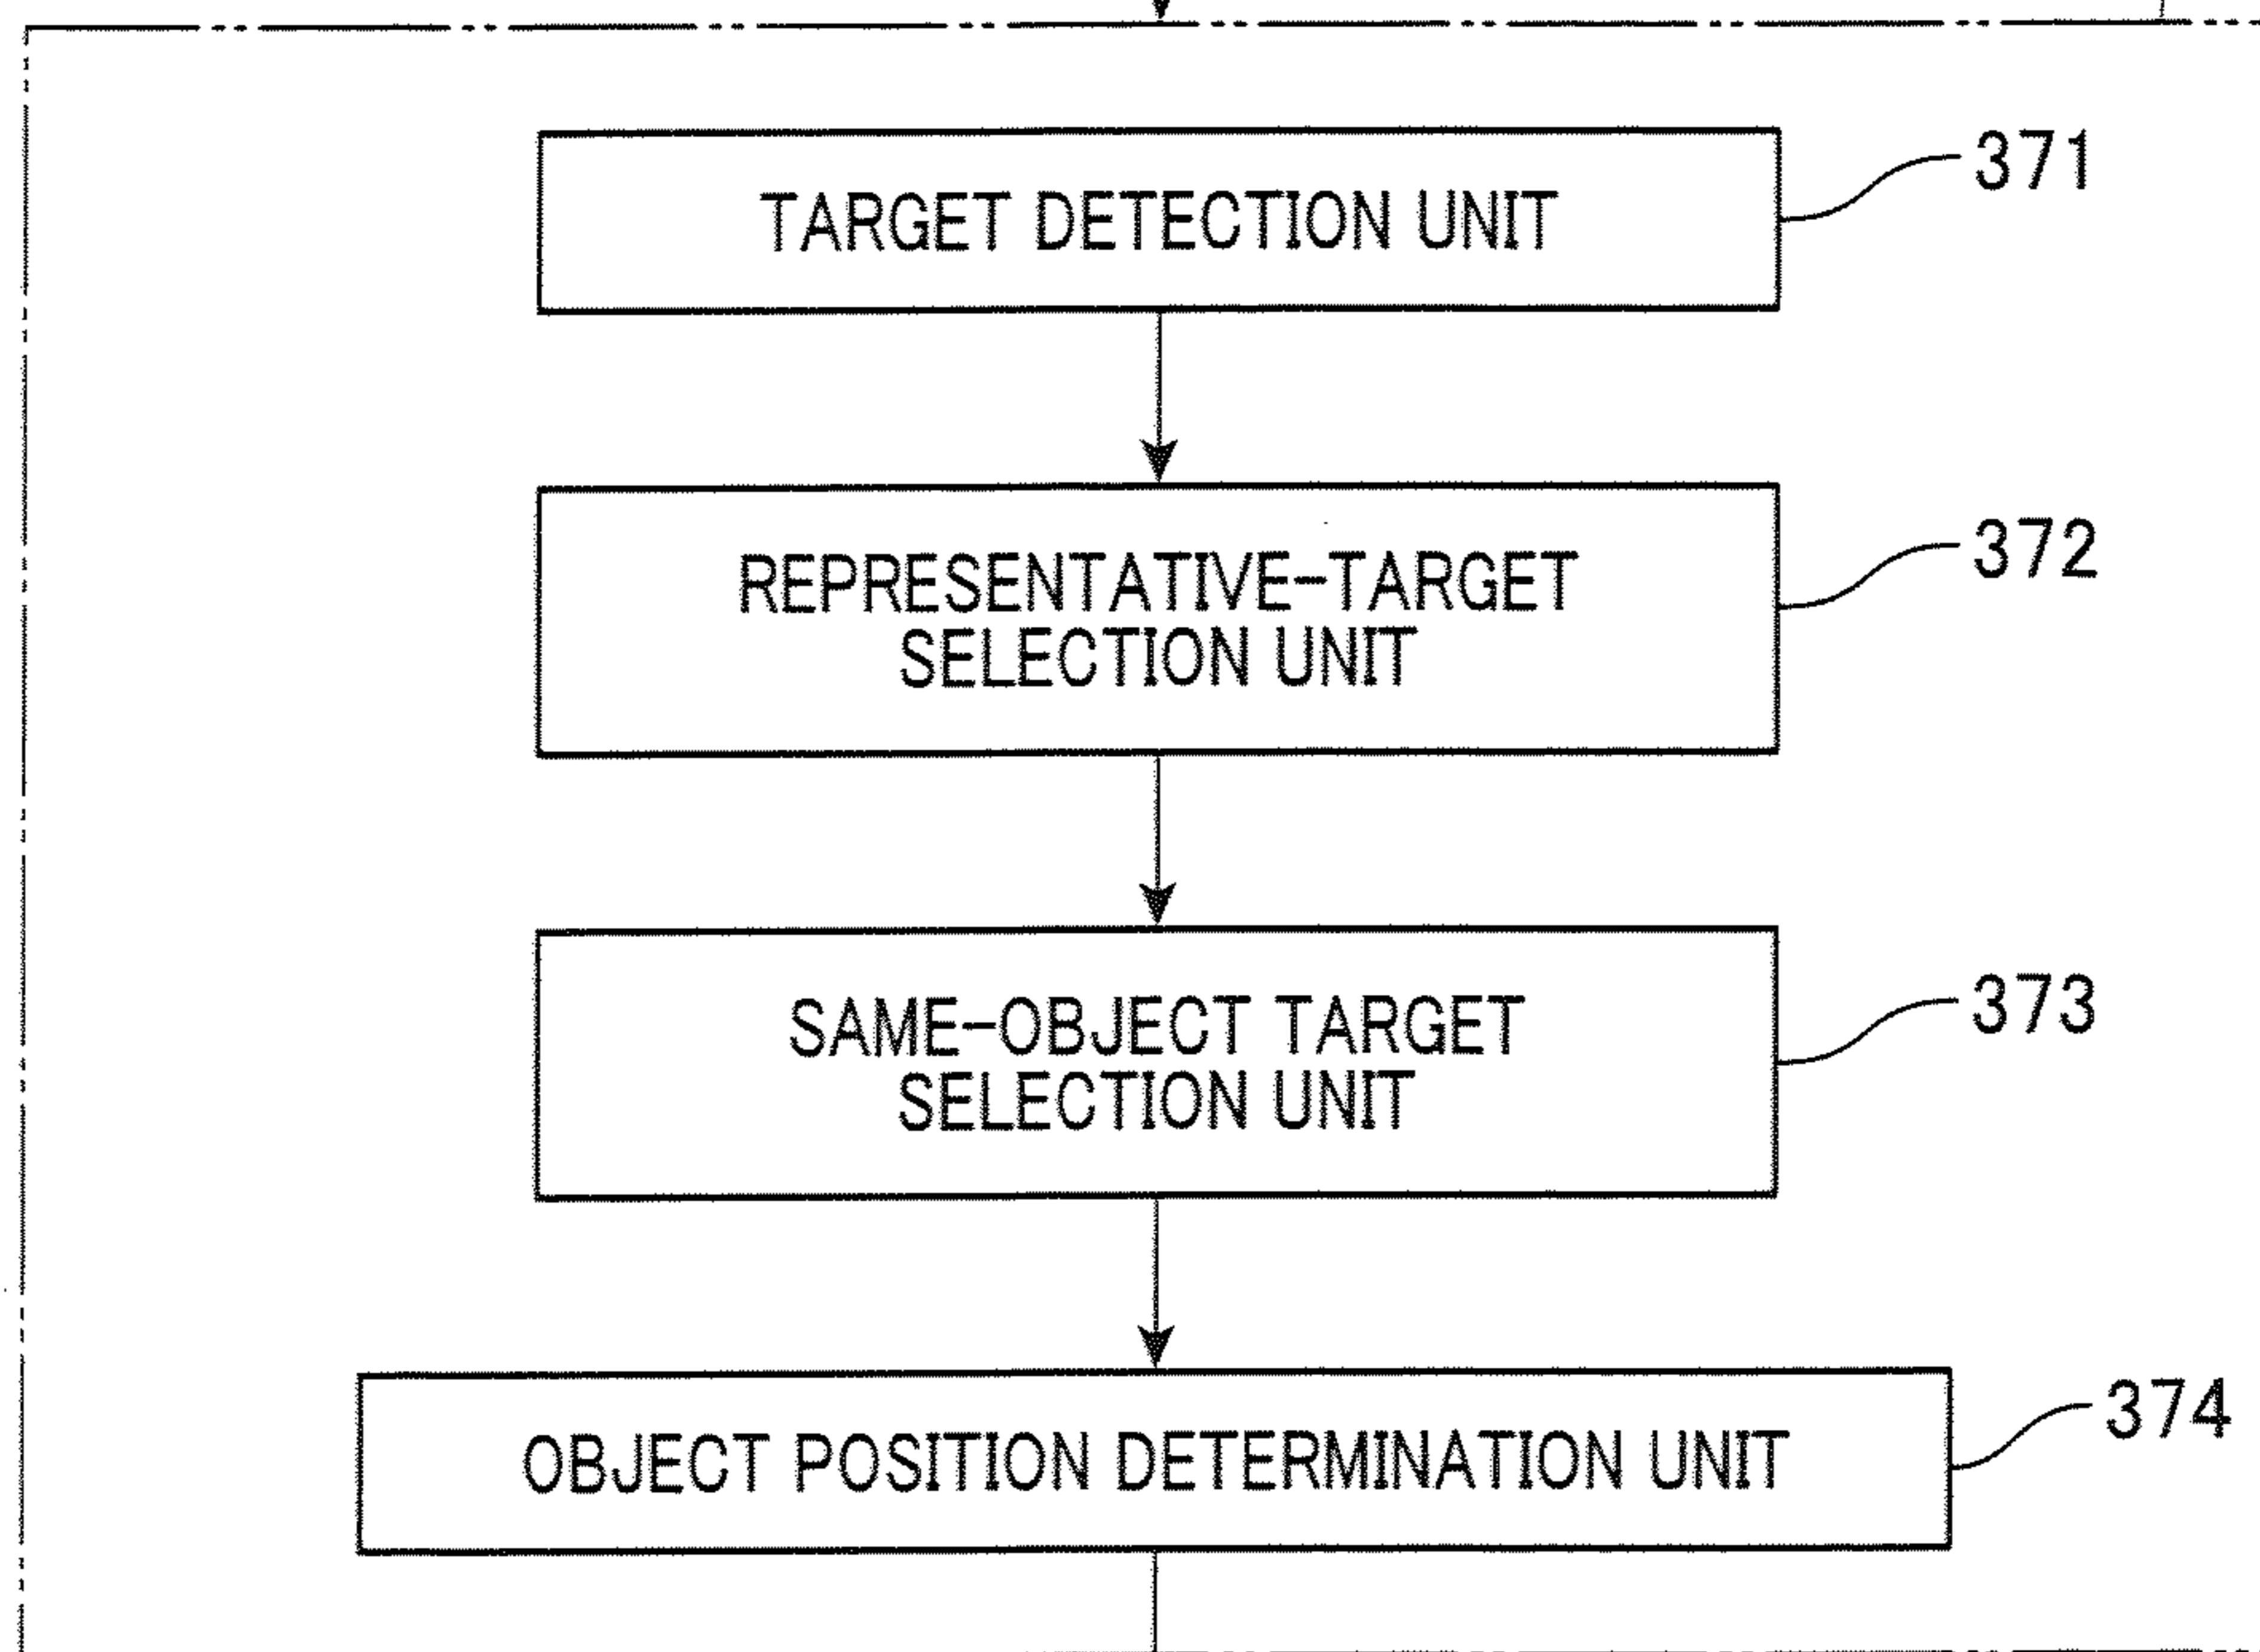 371
TARGET DETECTION UNIT
372
REPRESENTATIVE-TARGET
SELECTION UNIT
373
SAME-OBJECT TARGET
SELECTION UNIT
374
OBJECT POSITION DETERMINATION UNIT